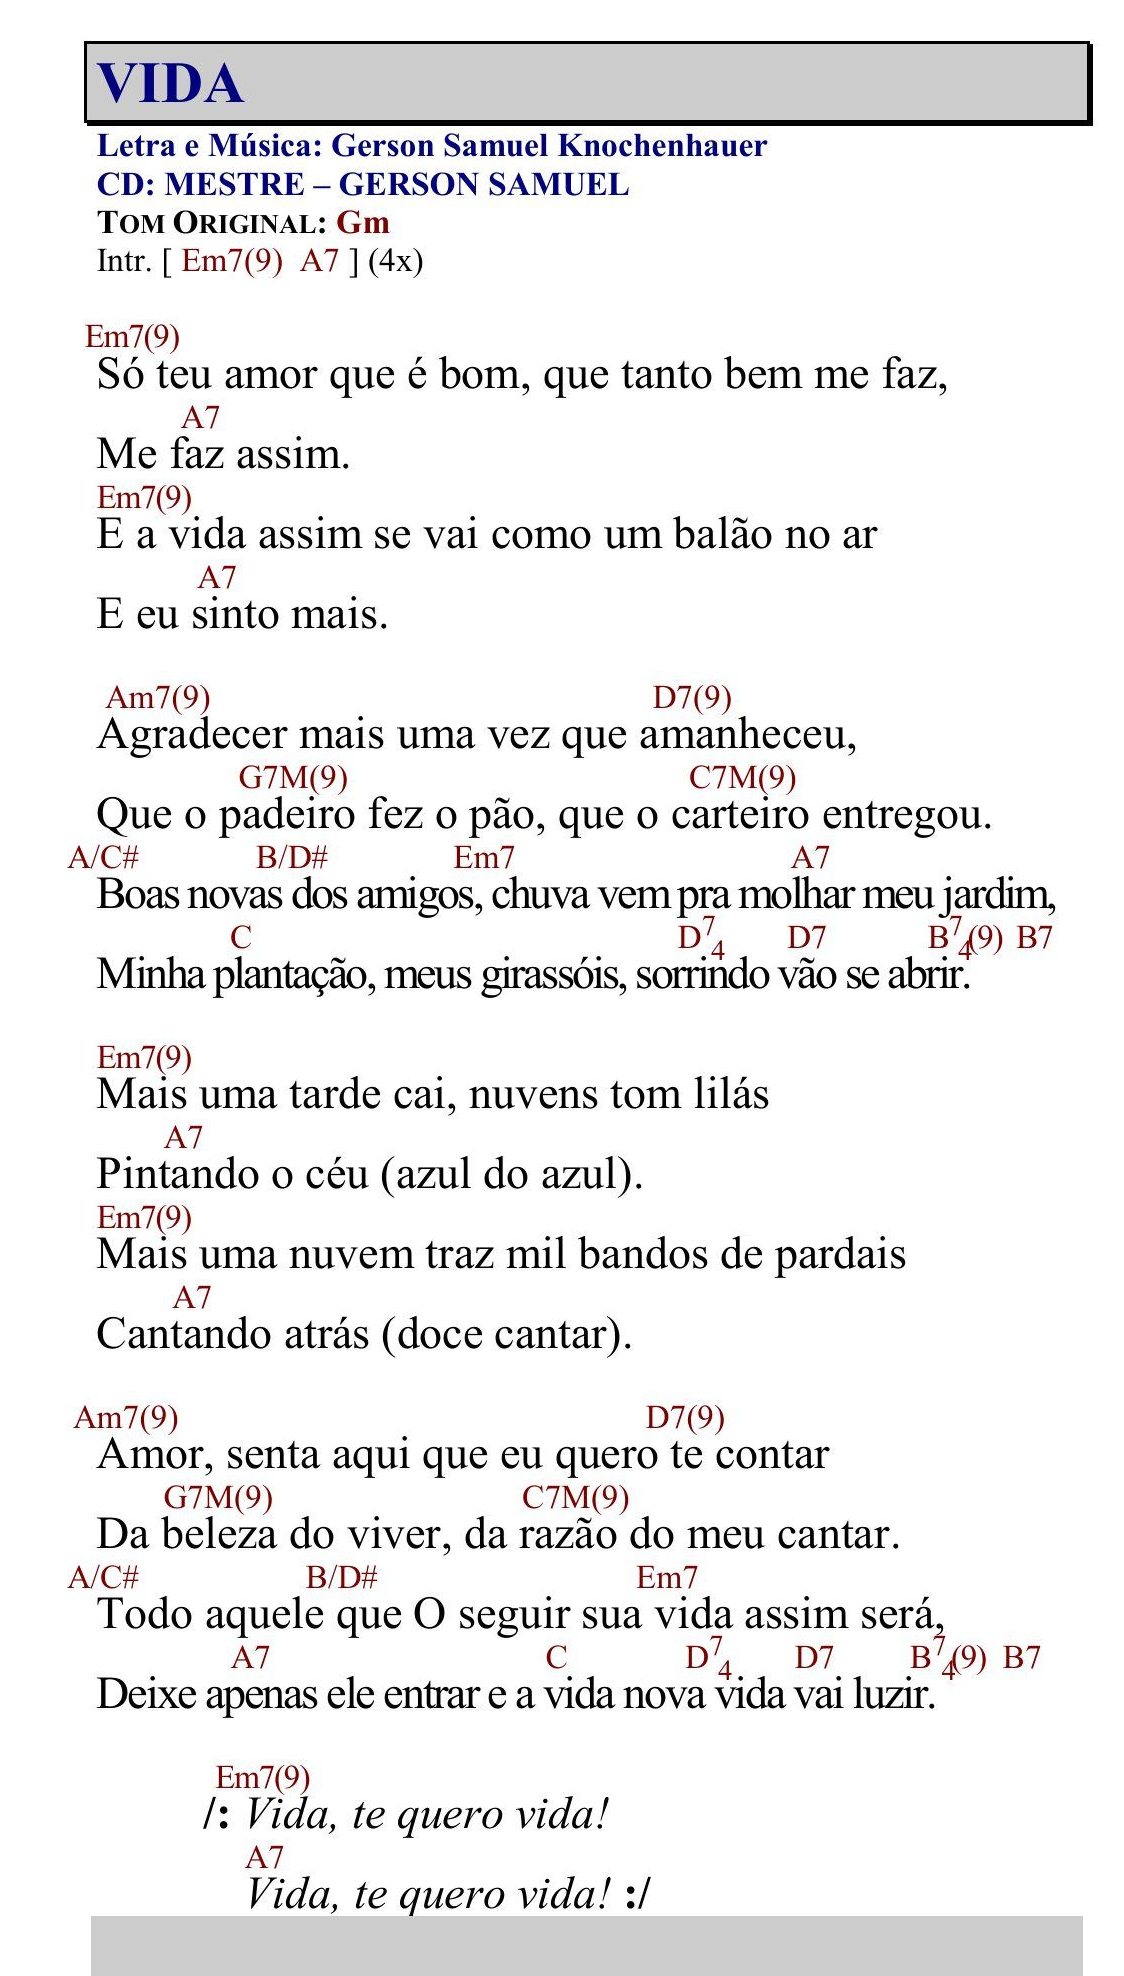 VIDA
Letra e Música: Gerson Samuel Knochenhauer
CD: MESTRE – GERSON SAMUEL
TOM ORIGINAL: Gm
Intr. [ Em7(9) A7 ] (4x)
Em7(9)
Só teu amor que é bom, que tanto bem me faz,
A7
Me faz assim.
Em7(9)
E a vida assim se vai como um balão no ar
A7
E eu sinto mais.
Am7(9) D7(9)
Agradecer mais uma vez que amanheceu,
G7M(9) C7M(9)
Que o padeiro fez o pão, que o carteiro entregou.
A/C# B/D# Em7 A7
Boas novas dos amigos, chuva vem pra molhar meu jardim,
C D7 4 D7 B7 4(9) B7
Minha plantação, meus girassóis, sorrindo vão se abrir.
Em7(9)
Mais uma tarde cai, nuvens tom lilás
A7
Pintando o céu (azul do azul).
Em7(9)
Mais uma nuvem traz mil bandos de pardais
A7
Cantando atrás (doce cantar).
Am7(9) D7(9)
Amor, senta aqui que eu quero te contar
G7M(9) C7M(9)
Da beleza do viver, da razão do meu cantar.
A/C# B/D# Em7
Todo aquele que O seguir sua vida assim será,
A7 C D7 4 D7 B7 4(9) B7
Deixe apenas ele entrar e a vida nova vida vai luzir.
Em7(9)
/: Vida, te quero vida!
A7
Vida, te quero vida! :/